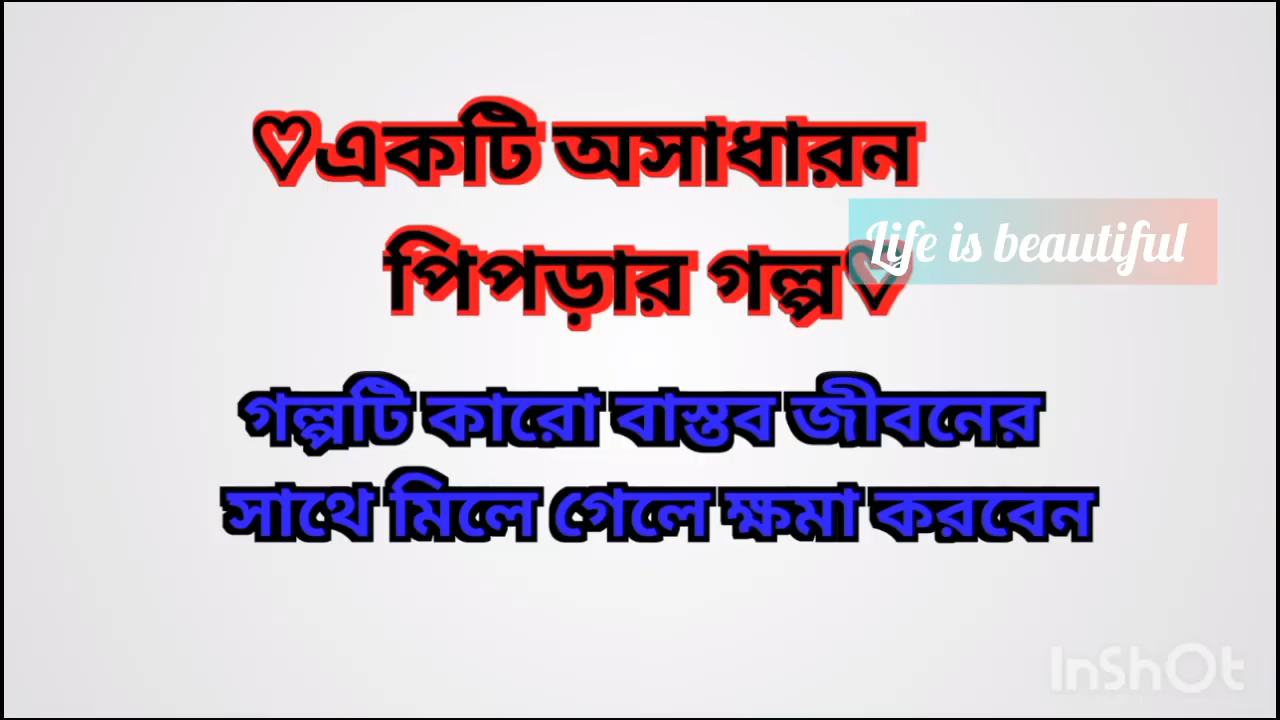 ♡একটি অসাধারন
পিপড়ার গল্প♡
Life is beautiful
গল্পটি কারো বাস্তব জীবনের
সাথে মিলে গেলে ক্ষমা করবেন
InShOt